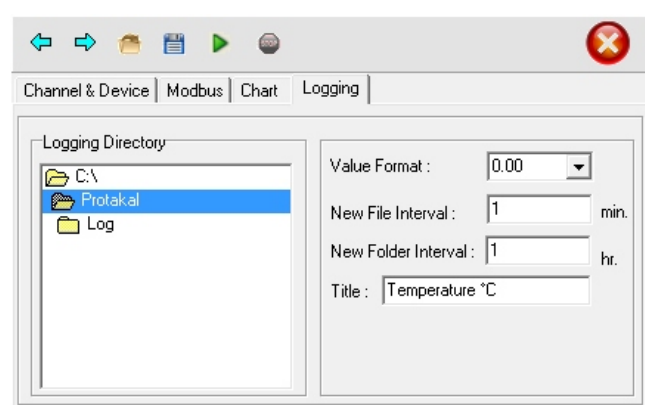 STOP
Channel & Device Modbus Chart Logging
Logging Directory
C:\
Protakal
Log
Value Format : 0.00
New File Interval : 1 min.
New Folder Interval : 1 hr.
Title : Temperature °C